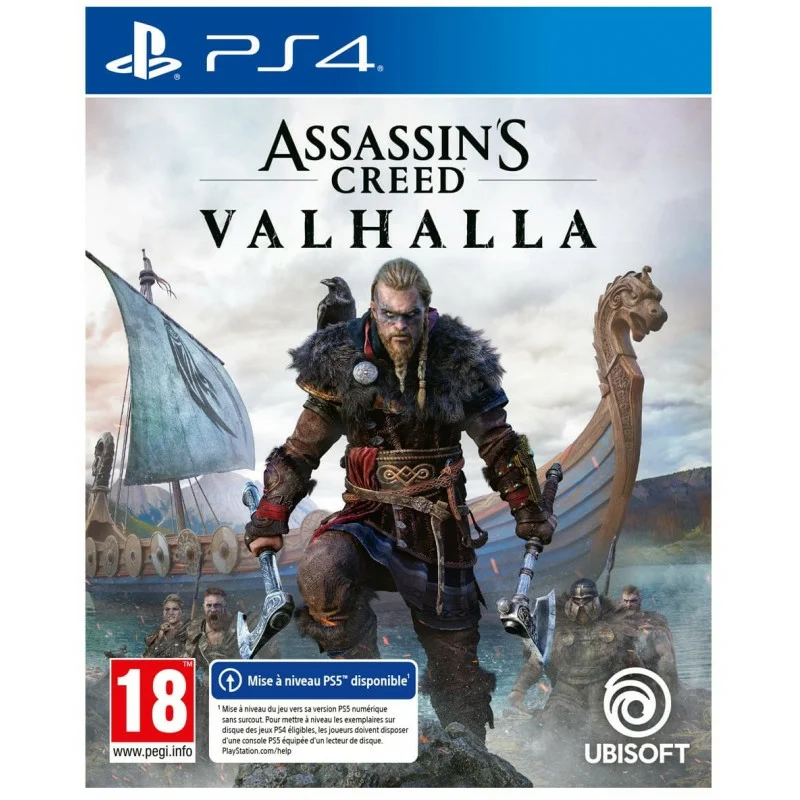 PS4
ASSASSIN'S
CREED
VALHALLA
18
www.pegi.info
Mise à niveau PS5™ disponible¹
¹ Mise à niveau du jeu vers sa version PS5 numérique
sans surcout. Pour mettre à niveau les exemplaires sur
disque des jeux PS4 éligibles, les joueurs doivent disposer
d'une console PS5 équipée d'un lecteur de disque.
PlayStation.com/help
UBISOFT